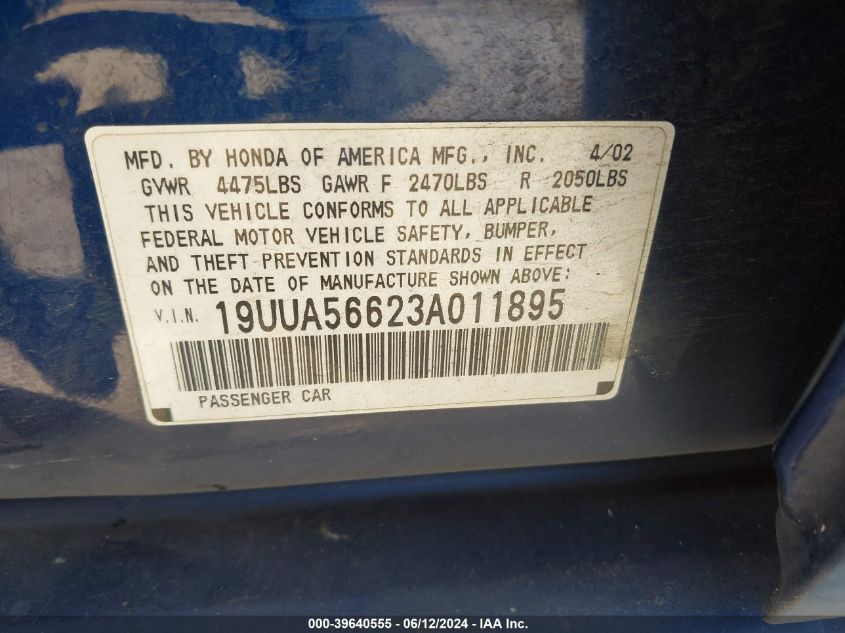 MFD. BY HONDA OF AMERICA MFG., INC. 4/02
GVWR 4475LBS GAWR F 2470LBS R 2050LBS
THIS VEHICLE CONFORMS TO ALL APPLICABLE
FEDERAL MOTOR VEHICLE SAFETY, BUMPER,
AND THEFT PREVENTION STANDARDS IN EFFECT
ON THE DATE OF MANUFACTURE SHOWN ABOVE:
V.I.N. 19UUA56623A011895
PASSENGER CAR
000-39640555 - 06/12/2024 - IAA Inc.